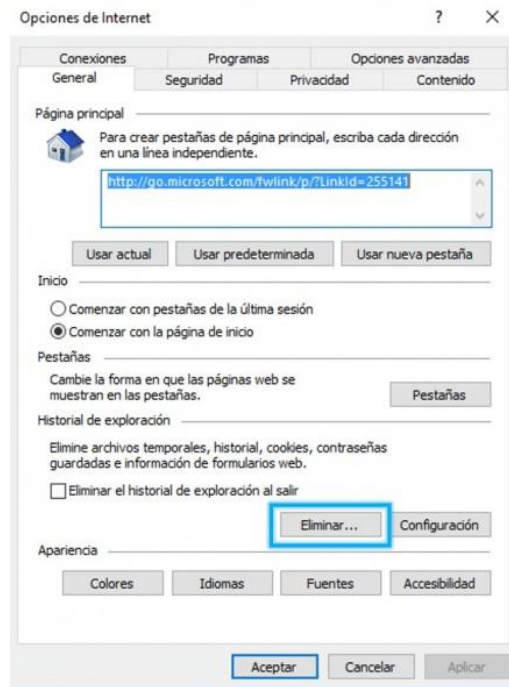 Opciones de Internet ? ×
Conexiones Programas Opciones avanzadas
General Seguridad Privacidad Contenido
Página principal
Para crear pestañas de página principal, escriba cada dirección
en una línea independiente.
http://go.microsoft.com/fwlink/p/?LinkId=255141
Usar actual Usar predeterminada Usar nueva pestaña
Inicio
Comenzar con pestañas de la última sesión
Comenzar con la página de inicio
Pestañas
Cambie la forma en que las páginas web se
muestran en las pestañas.
Pestañas
Historial de exploración
Elimine archivos temporales, historial, cookies, contraseñas
guardadas e información de formularios web.
Eliminar el historial de exploración al salir
Eliminar... Configuración
Apariencia
Colores Idiomas Fuentes Accesibilidad
Aceptar Cancelar Aplicar